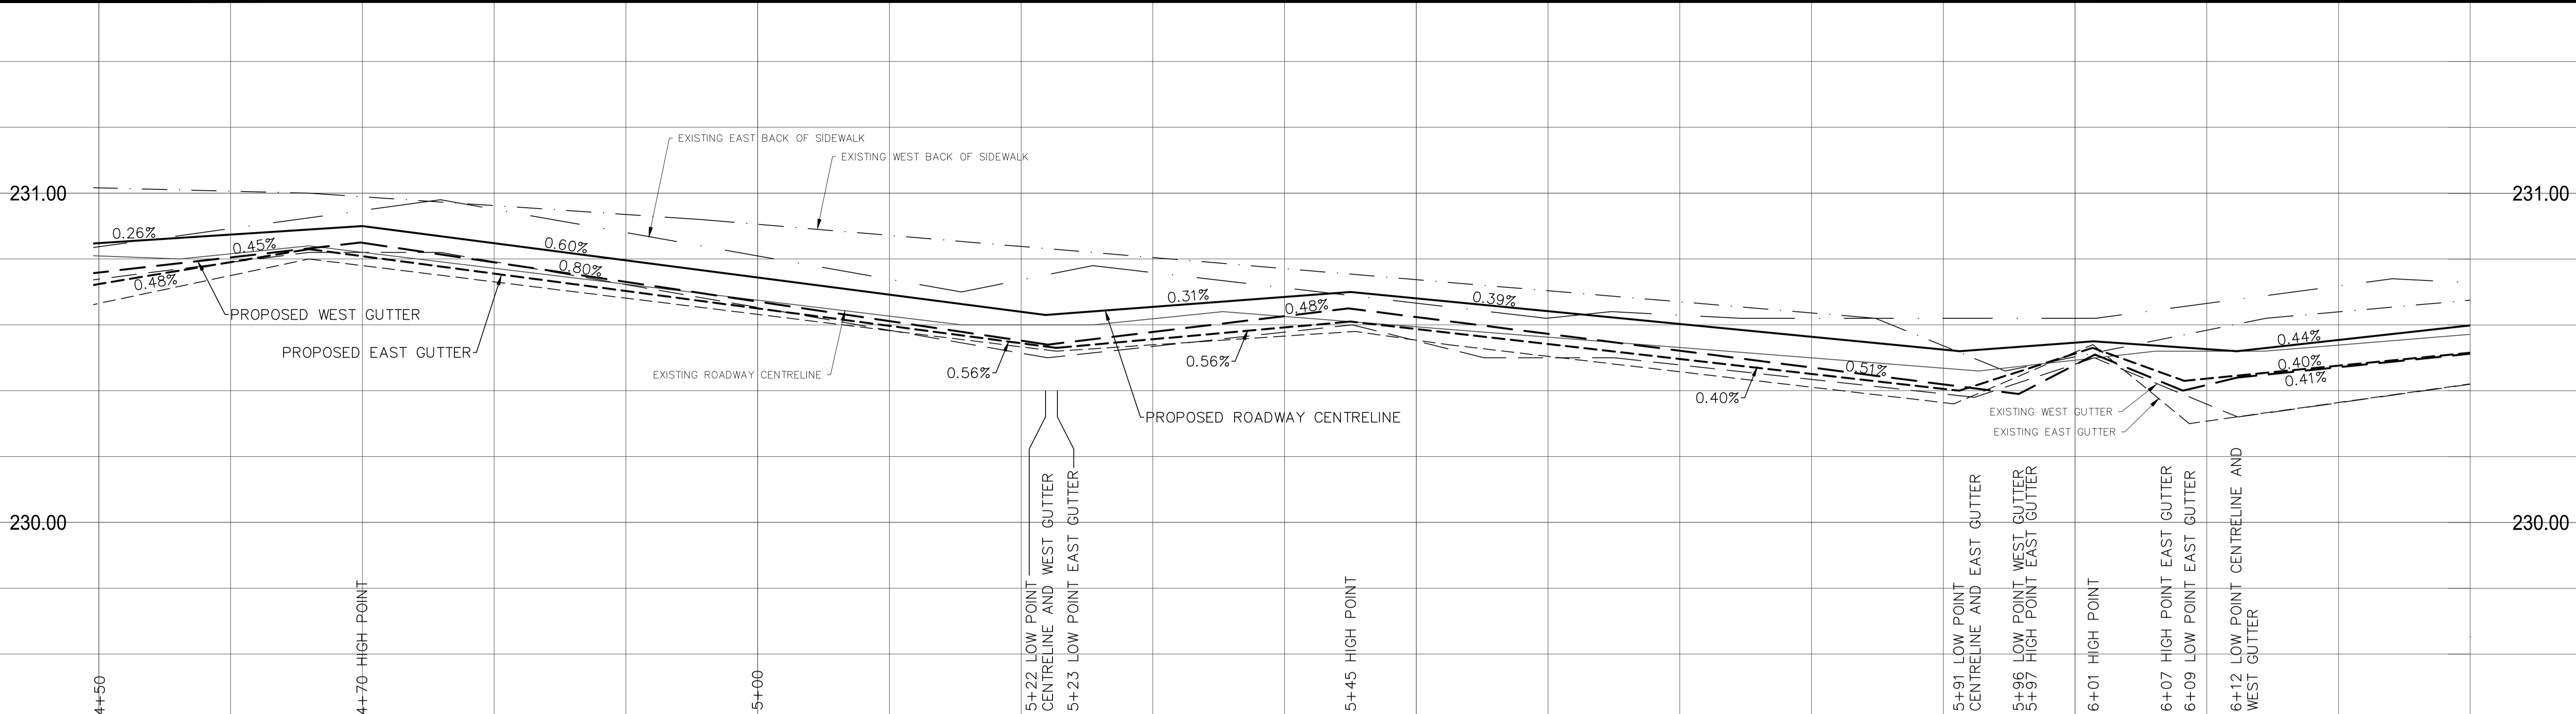 EXISTING EAST BACK OF SIDEWALK
EXISTING WEST BACK OF SIDEWALK
231.00
231.00
0.26%
0.45%
0.60%
0.80%
0.48%
0.31%
0.48%
0.39%
PROPOSED WEST GUTTER
PROPOSED EAST GUTTER
EXISTING ROADWAY CENTRELINE
0.56%
0.56%
PROPOSED ROADWAY CENTRELINE
0.51%
0.40%
0.44%
0.40%
0.41%
EXISTING WEST GUTTER
EXISTING EAST GUTTER
230.00
230.00
4+50
4+70 HIGH POINT
5+00
5+22 LOW POINT
CENTRELINE AND WEST GUTTER
5+23 LOW POINT EAST GUTTER
5+45 HIGH POINT
5+91 LOW POINT
CENTRELINE AND EAST GUTTER
5+96 LOW POINT WEST GUTTER
5+97 HIGH POINT EAST GUTTER
6+01 HIGH POINT
6+07 HIGH POINT EAST GUTTER
6+09 LOW POINT EAST GUTTER
6+12 LOW POINT CENTRELINE AND
WEST GUTTER